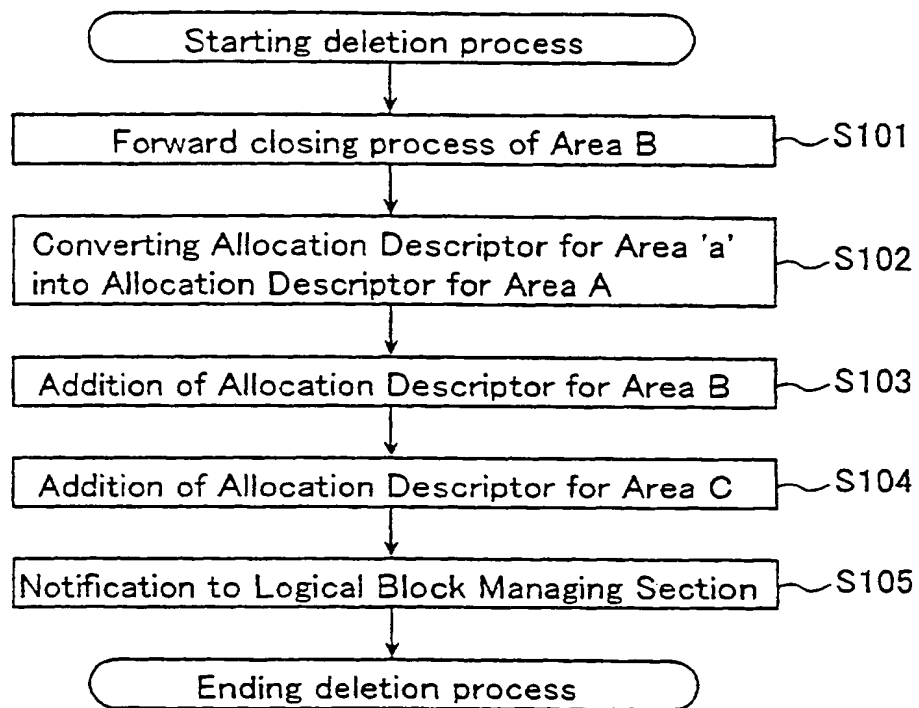 Starting deletion process
Forward closing process of Area B
S101
Converting Allocation Descriptor for Area 'a'
into Allocation Descriptor for Area A
S102
Addition of Allocation Descriptor for Area B
S103
Addition of Allocation Descriptor for Area C
S104
Notification to Logical Block Managing Section
S105
Ending deletion process